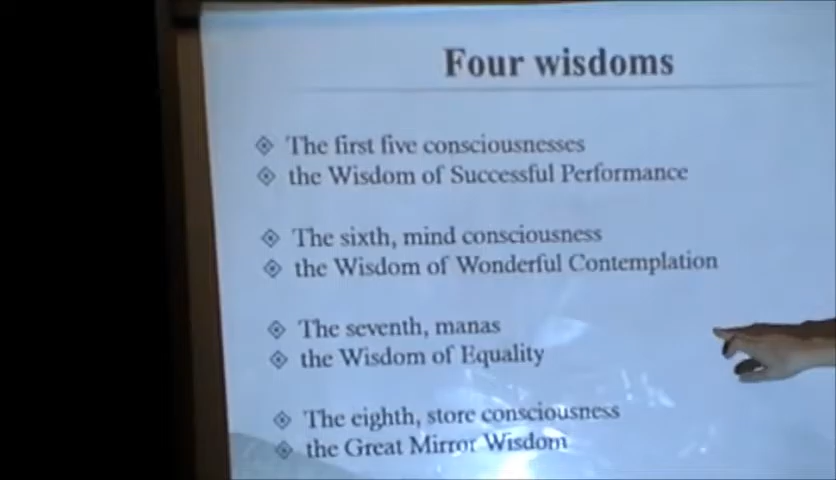 Four wisdoms
The first five consciousnesses
the Wisdom of Successful Performance
The sixth, mind consciousness
the Wisdom of Wonderful Contemplation
The seventh, manas
the Wisdom of Equality
The eighth, store consciousness
the Great Mirror Wisdom